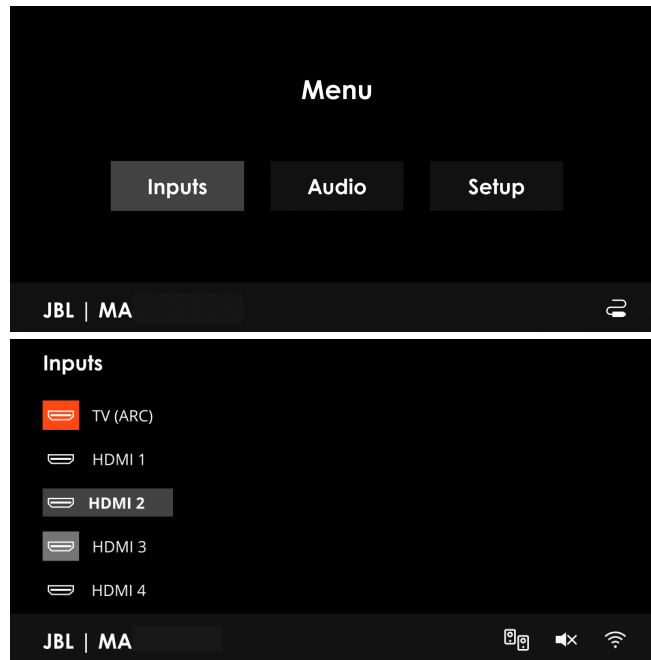 Menu
Inputs Audio Setup
JBL | MA
Inputs
TV (ARC)
HDMI 1
HDMI 2
HDMI 3
HDMI 4
JBL | MA